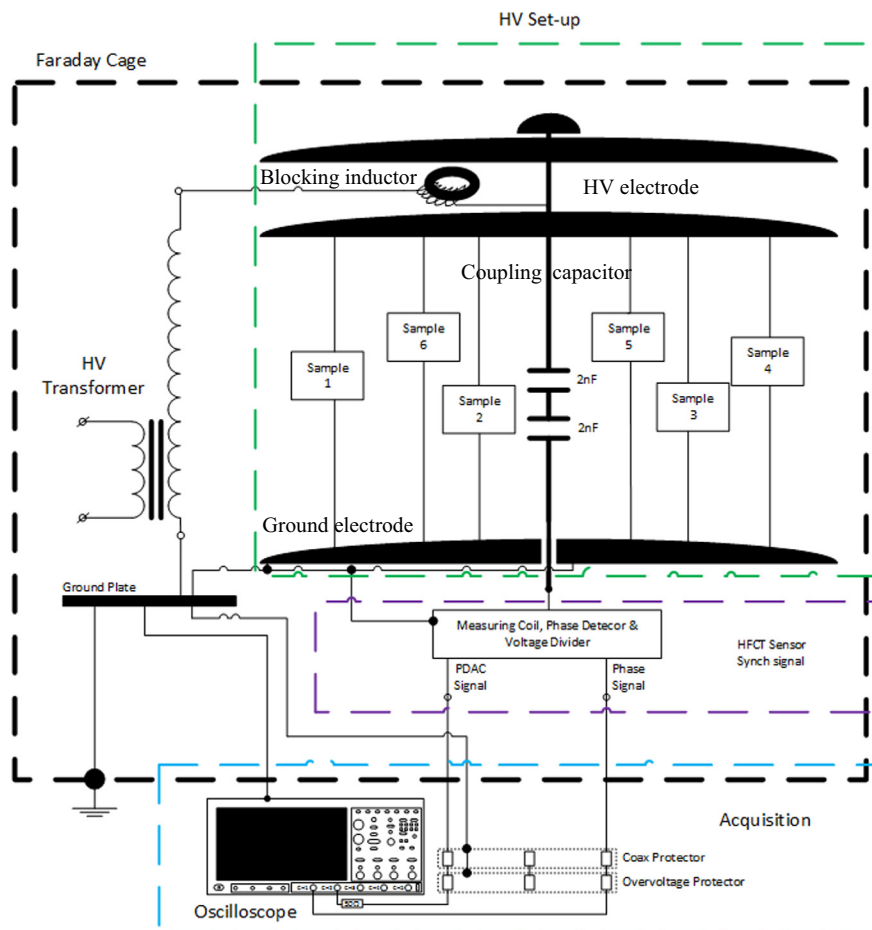 HV Set-up
Faraday Cage
Blocking inductor
HV electrode
Coupling capacitor
Sample
1
Sample
6
Sample
2
Sample
5
Sample
3
Sample
4
2nF
2nF
HV
Transformer
Ground electrode
Ground Plate
Measuring Coil, Phase Detecor &
Voltage Divider
HFCT Sensor
Synch signal
PDAC
Signal
Phase
Signal
Acquisition
Coax Protector
Overvoltage Protector
Oscilloscope
50Ω